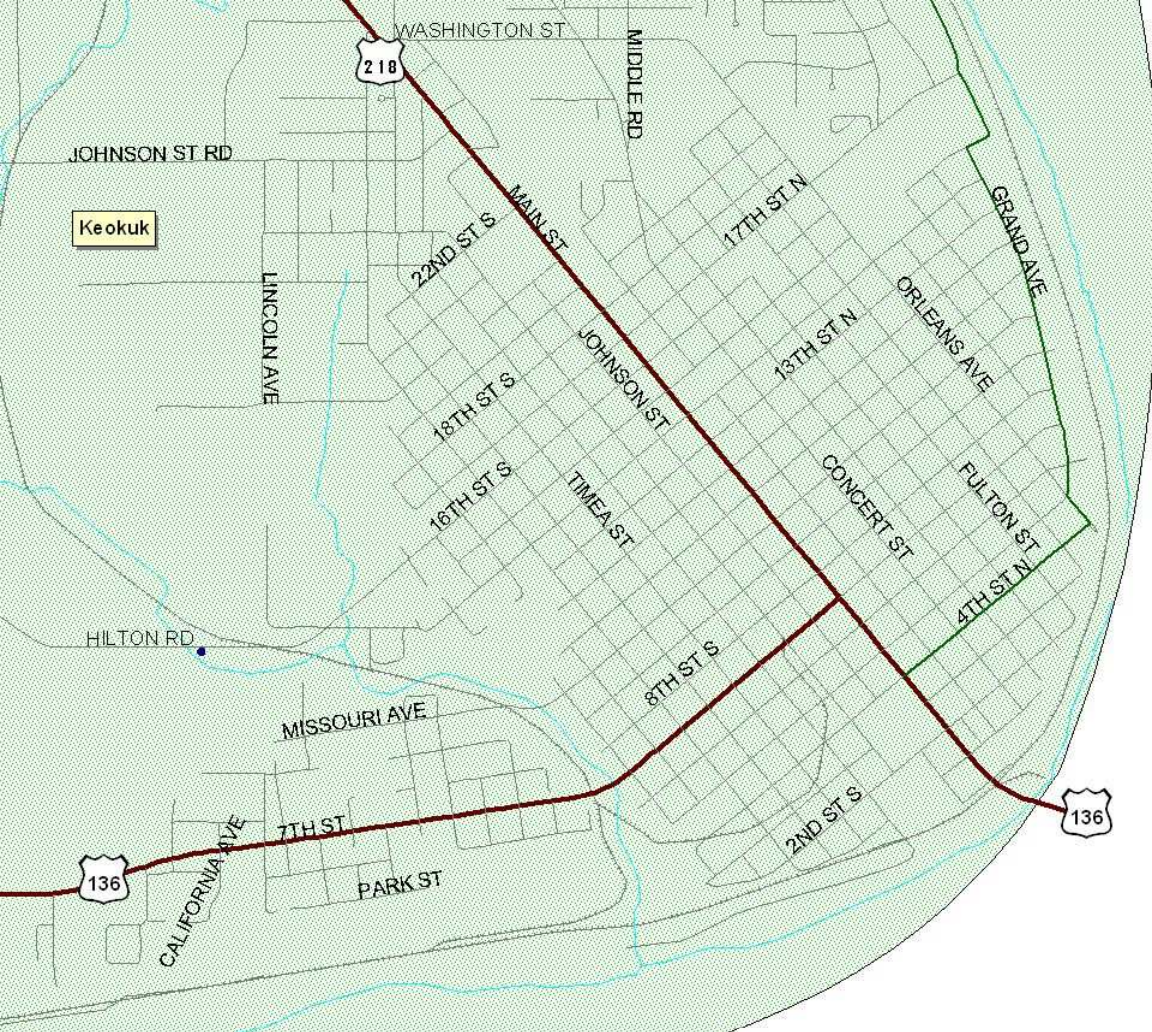 WASHINGTON ST
218
MIDDLE RD
JOHNSON ST RD
Keokuk
MAIN ST
22ND ST S
17TH ST N
GRAND AVE
LINCOLN AVE
ORLEANS AVE
13TH ST N
JOHNSON ST
18TH ST S
16TH ST S
TIMEA ST
CONCERT ST
FULTON ST
4TH ST N
HILTON RD
8TH ST S
MISSOURI AVE
2ND ST S
136
7TH ST
CALIFORNIA AVE
136
PARK ST